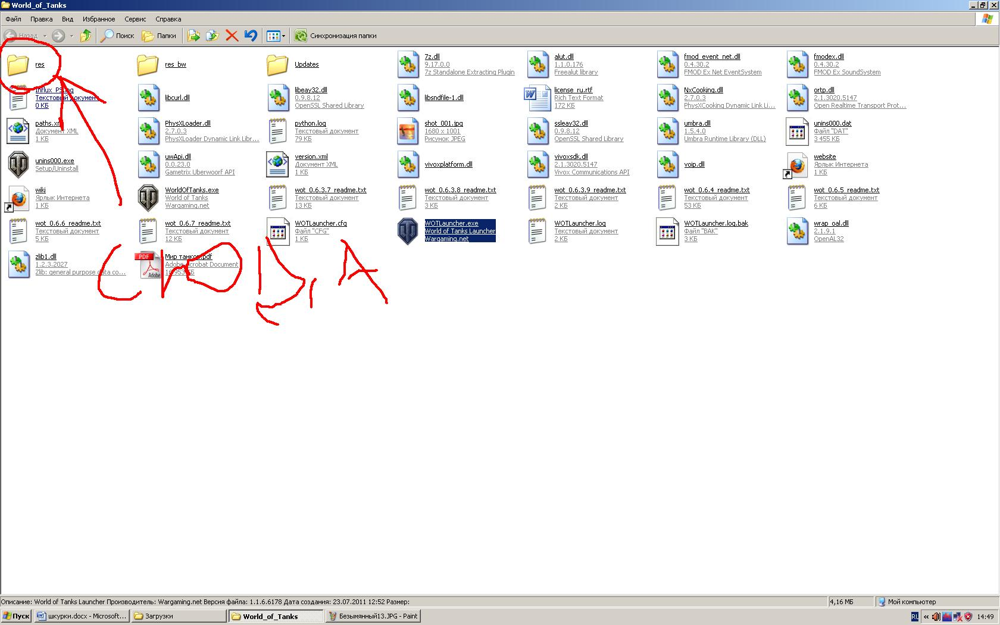 World_of_Tanks
Файл Правка Вид Избранное Сервис Справка
Назад Поиск Папки Синхронизация папки
res
res_bw
Updates
7z.dll
9.17.0.0
7z Standalone Extracting Plugin
alut.dll
1.1.0.176
Freealut library
fmod_event_net.dll
0.4.30.2
FMOD Ex Net EventSystem
fmodex.dll
0.4.30.2
FMOD Ex SoundSystem
Текстовый документ
0 КБ
libcurl.dll
libeay32.dll
0.9.8.12
OpenSSL Shared Library
libsndfile-1.dll
license_ru.rtf
Rich Text Format
172 КБ
NxCooking.dll
2.7.0.3
PhysXCooking Dynamic Link Li...
ortp.dll
2.1.3020.5147
Open Realtime Transport Prot...
paths.xml
Документ XML
1 КБ
PhysXLoader.dll
2.7.0.3
PhysXLoader Dynamic Link Libr...
python.log
Текстовый документ
79 КБ
shot_001.jpg
1680 x 1001
Рисунок JPEG
ssleay32.dll
0.9.8.12
OpenSSL Shared Library
umbra.dll
1.5.4.0
Umbra Runtime Library (DLL)
unins000.dat
Файл "DAT"
3 455 КБ
unins000.exe
Setup/Uninstall
uwApi.dll
0.0.23.0
Gametrix Uberwoorf API
version.xml
Документ XML
1 КБ
vivoxplatform.dll
vivoxsdk.dll
2.1.3020.5147
Vivox Communications API
voip.dll
website
Ярлык Интернета
1 КБ
wiki
Ярлык Интернета
1 КБ
WorldOfTanks.exe
World of Tanks
Wargaming.net
wot_0.6.3.7_readme.txt
Текстовый документ
13 КБ
wot_0.6.3.8_readme.txt
Текстовый документ
3 КБ
wot_0.6.3.9_readme.txt
Текстовый документ
2 КБ
wot_0.6.4_readme.txt
Текстовый документ
53 КБ
wot_0.6.5_readme.txt
Текстовый документ
6 КБ
wot_0.6.6_readme.txt
Текстовый документ
5 КБ
wot_0.6.7_readme.txt
Текстовый документ
12 КБ
WOTLauncher.cfg
Файл "CFG"
1 КБ
WOTLauncher.exe
World of Tanks Launcher
Wargaming.net
WOTLauncher.log
Текстовый документ
2 КБ
WOTLauncher.log.bak
Файл "BAK"
3 КБ
wrap_oal.dll
2.1.9.1
OpenAL32
zlib1.dll
1.2.3.2027
Zlib: general purpose data co...
PDF
Adobe
Мир танков.pdf
Adobe Acrobat Document
16 953 КБ
СЮДА
Описание: World of Tanks Launcher Производитель: Wargaming.net Версия файла: 1.1.6.6178 Дата создания: 23.07.2011 12:52 Размер: 4,16 МБ Мой компьютер
Пуск шкурки.docx - Microsoft... Загрузки World_of_Tanks Безымянный13.JPG - Paint RL « 14:49